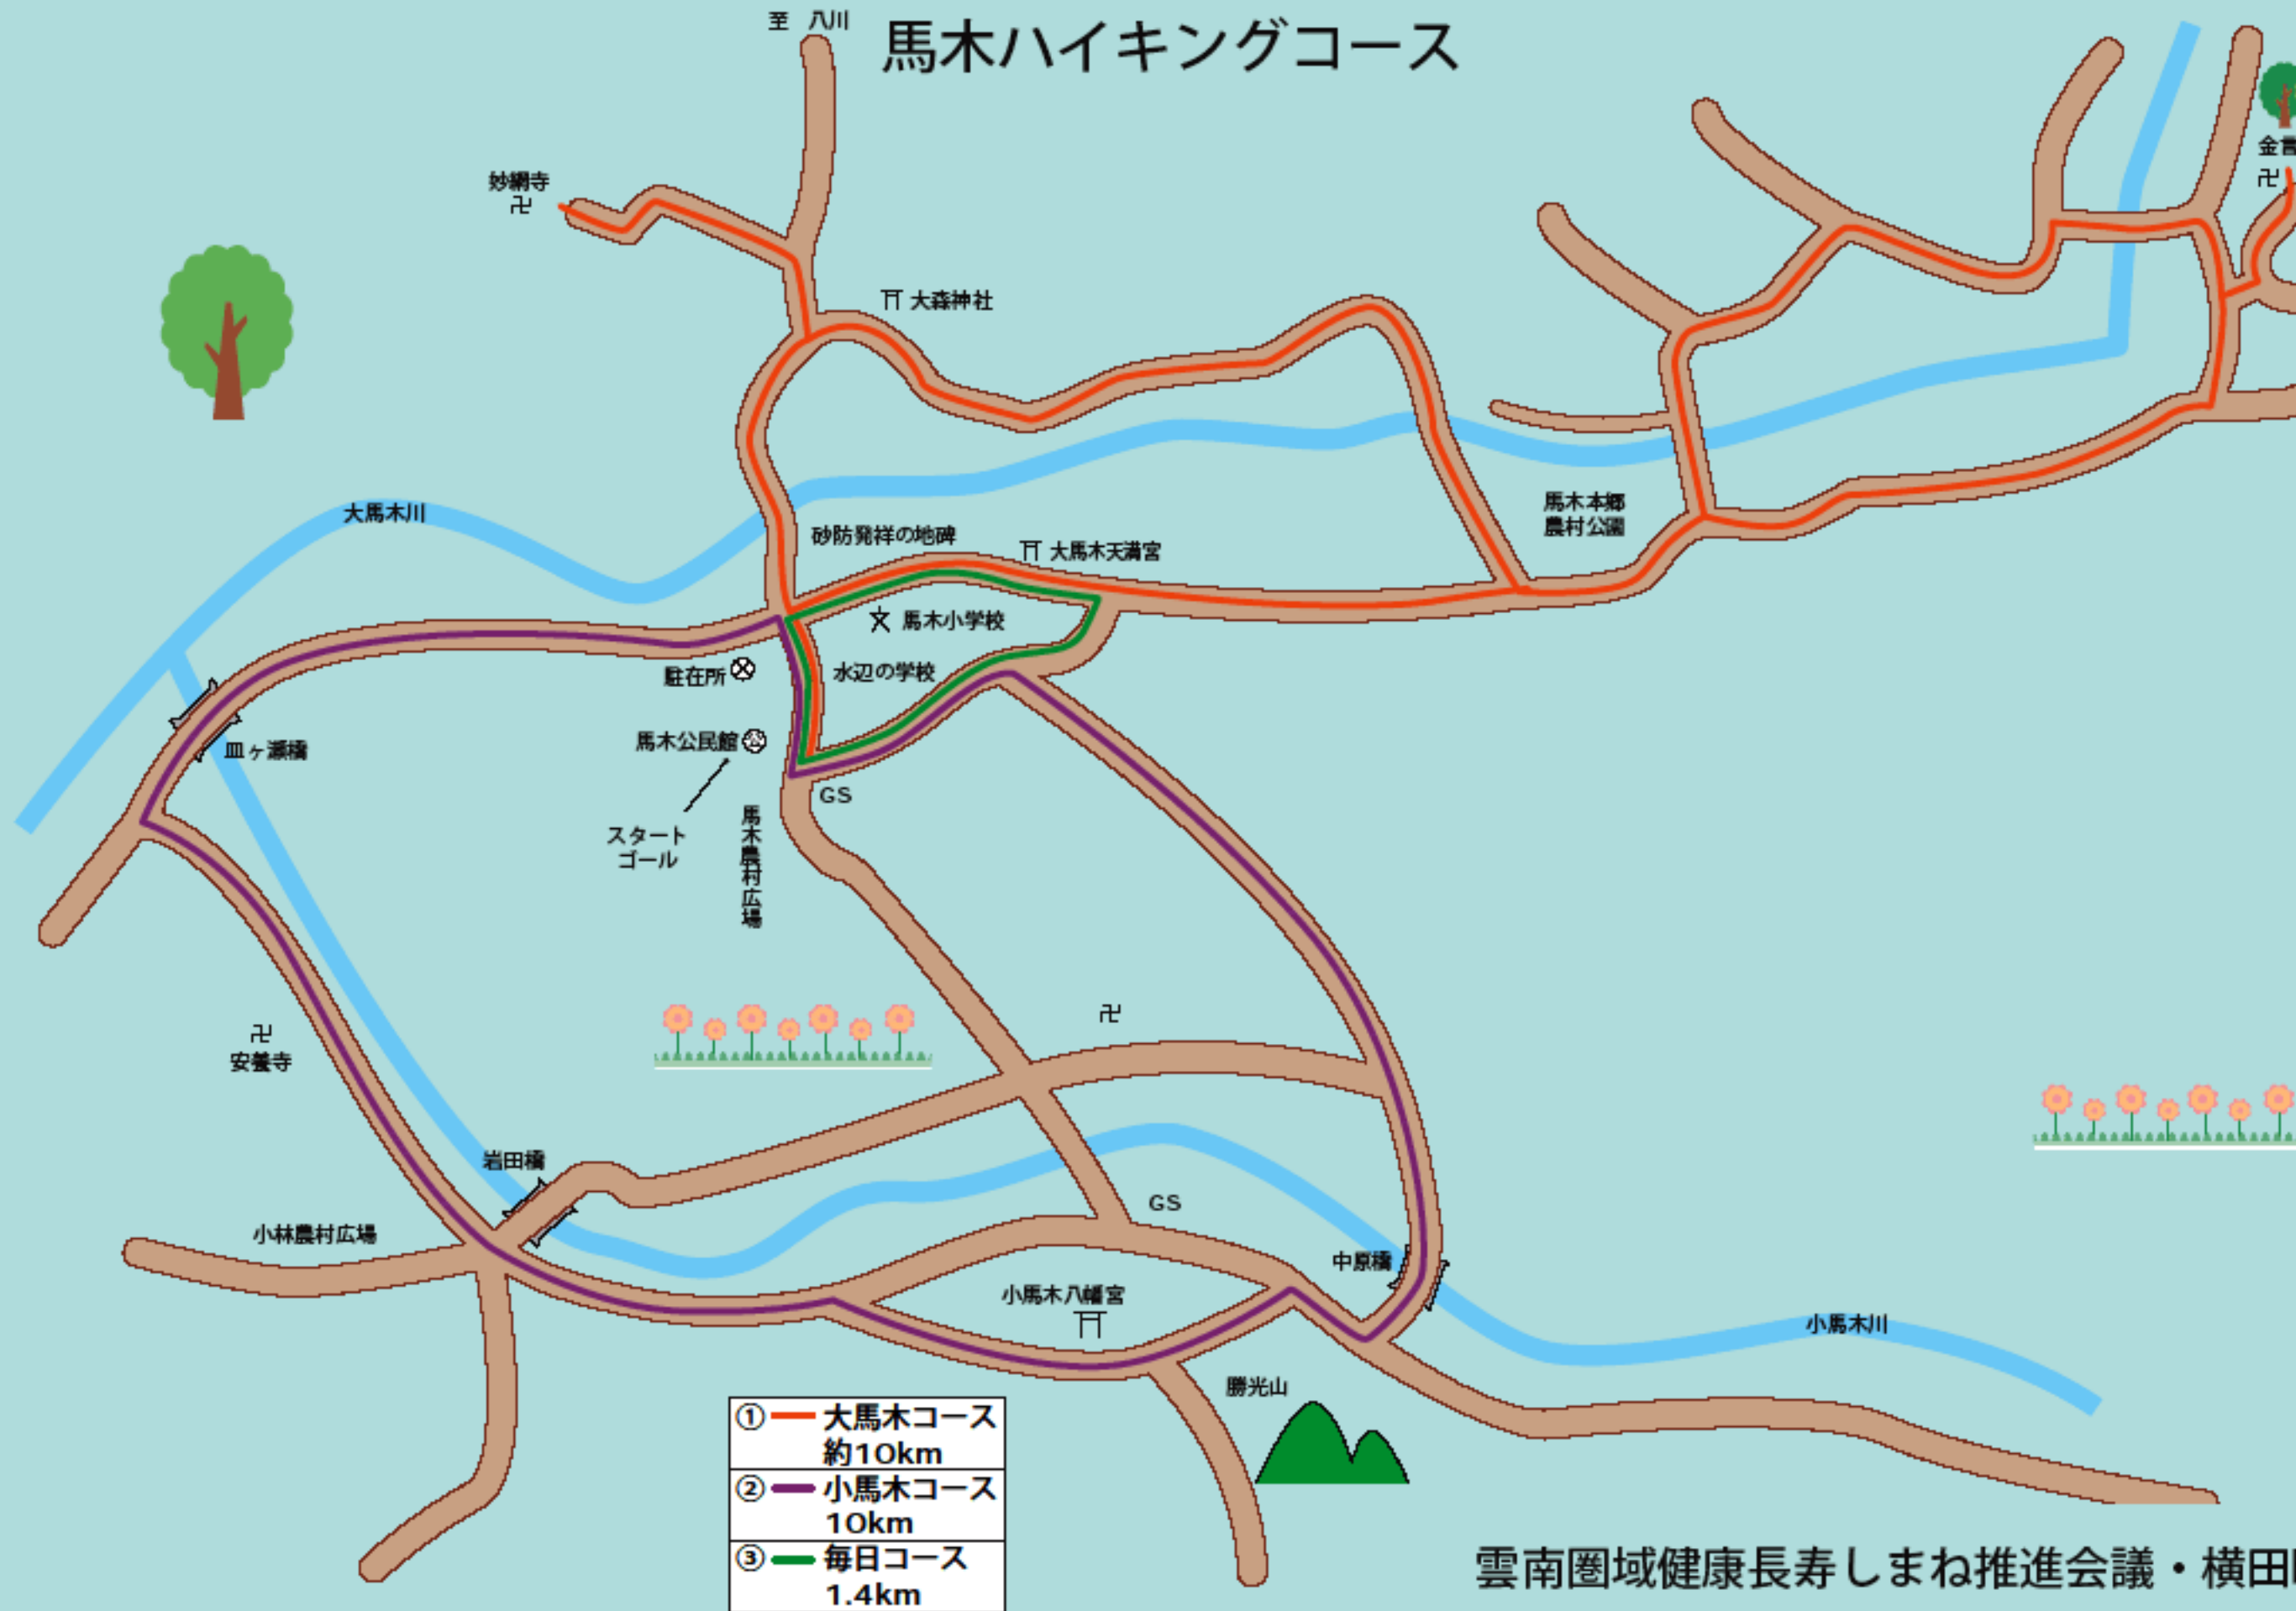 至 八川
馬木ハイキングコース
金言
妙綱寺
大森神社
大馬木川
馬木本郷
農村公園
砂防発祥の地碑
大馬木天満宮
馬木小学校
駐在所
水辺の学校
馬木公民館
皿ヶ瀬橋
GS
スタート
ゴール
馬木農村広場
安養寺
岩田橋
小林農村広場
GS
中原橋
小馬木八幡宮
小馬木川
勝光山
① 大馬木コース
約10km
② 小馬木コース
10km
③ 毎日コース
1.4km
雲南圏域健康長寿しまね推進会議・横田